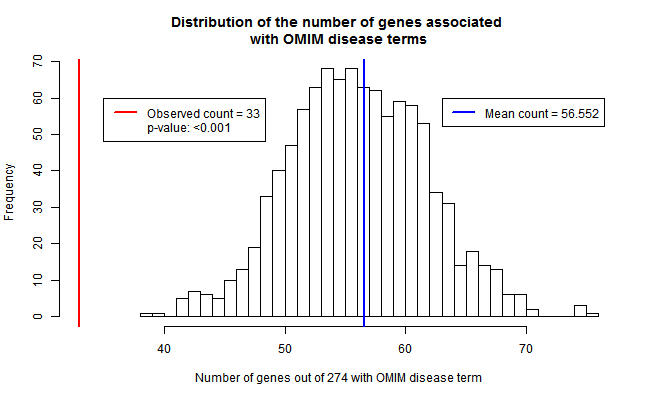 Distribution of the number of genes associated
with OMIM disease terms
Frequency
70
60
50
40
30
20
10
0
Observed count = 33
p-value: <0.001
Mean count = 56.552
40 50 60 70
Number of genes out of 274 with OMIM disease term